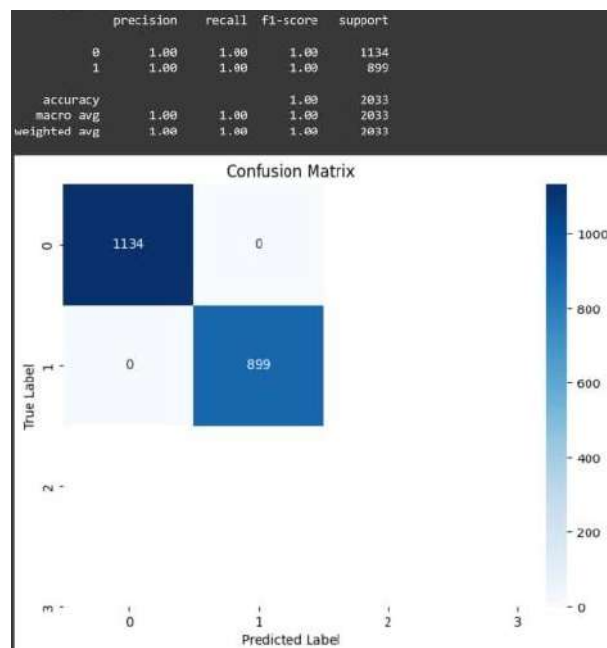 precision recall f1-score support
0 1.00 1.00 1.00 1134
1 1.00 1.00 1.00 899
accuracy 1.00 2033
macro avg 1.00 1.00 1.00 2033
weighted avg 1.00 1.00 1.00 2033
Confusion Matrix
0
1134 0
1
0 899
2
3
True Label
0 1 2 3
Predicted Label
1000
800
600
400
200
0